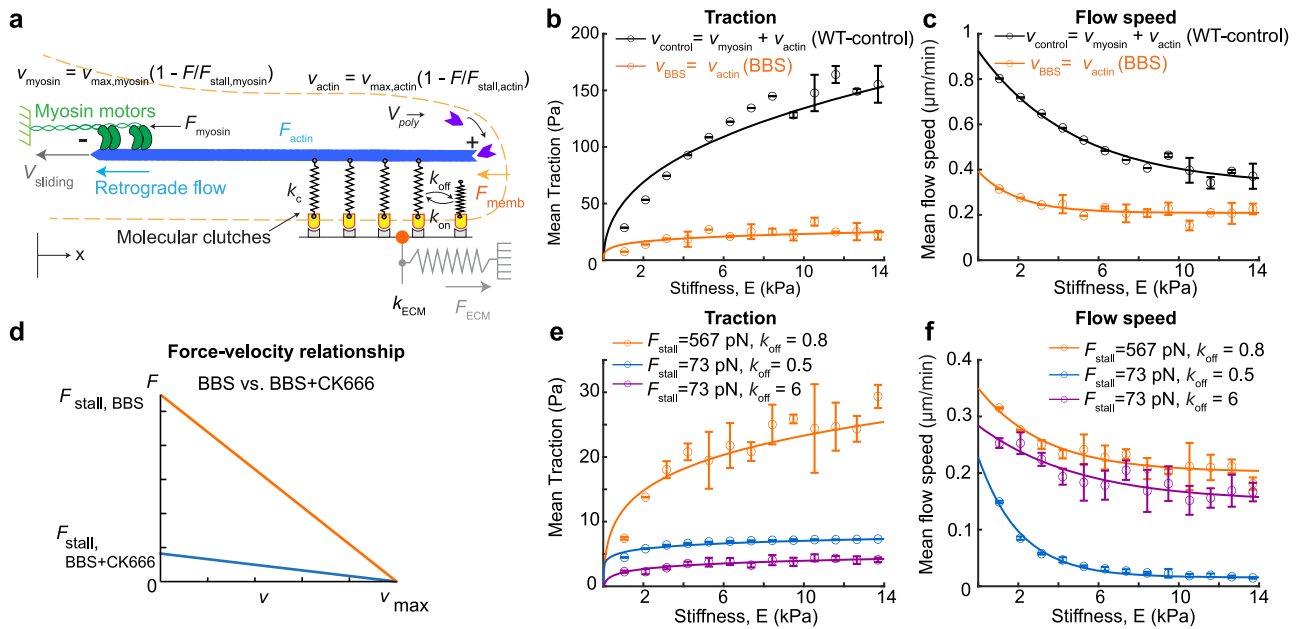 a
v_myosin = v_max,myosin(1 - F/F_stall,myosin)
v_actin = v_max,actin(1 - F/F_stall,actin)
Myosin motors
F_myosin
F_actin
V_poly
-
+
V_sliding
Retrograde flow
k_c
k_off
k_on
F_memb
Molecular clutches
x
k_ECM
F_ECM
b
Traction
v_control = v_myosin + v_actin (WT-control)
v_BBS = v_actin (BBS)
Mean Traction (Pa)
200
150
100
50
0
2 6 10 14
Stiffness, E (kPa)
c
Flow speed
v_control = v_myosin + v_actin (WT-control)
v_BBS = v_actin (BBS)
Mean flow speed (µm/min)
1
0.8
0.6
0.4
0.2
0
2 6 10 14
Stiffness, E (kPa)
d
Force-velocity relationship
F
BBS vs. BBS+CK666
F_stall, BBS
F_stall,
BBS+CK666
0
v
v_max
e
Traction
F_stall=567 pN, k_off = 0.8
F_stall=73 pN, k_off = 0.5
F_stall=73 pN, k_off = 6
Mean Traction (Pa)
40
30
20
10
0
2 6 10 14
Stiffness, E (kPa)
f
Flow speed
F_stall=567 pN, k_off = 0.8
F_stall=73 pN, k_off = 0.5
F_stall=73 pN, k_off = 6
Mean flow speed (µm/min)
0.4
0.3
0.2
0.1
0
2 6 10 14
Stiffness, E (kPa)